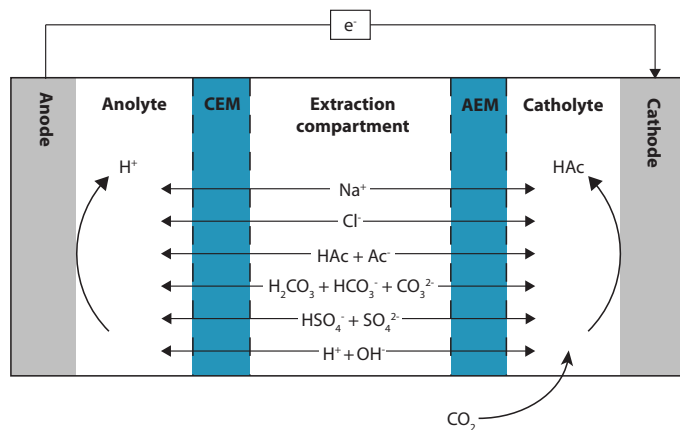 e⁻
Anode
Anolyte
CEM
Extraction
compartment
AEM
Catholyte
Cathode
H⁺
HAc
Na⁺
Cl⁻
HAc + Ac⁻
H₂CO₃ + HCO₃⁻ + CO₃²⁻
HSO₄⁻ + SO₄²⁻
H⁺ + OH⁻
CO₂